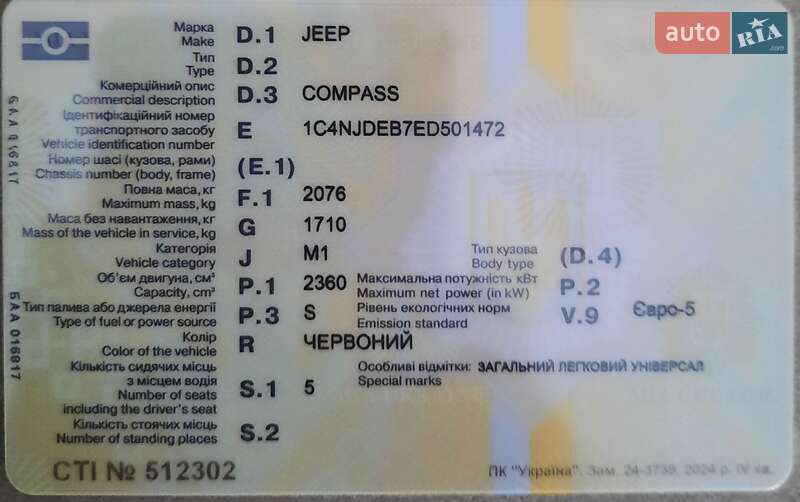 auto RIA .com
Марка
Make D.1 JEEP
Тип
Type D.2
Комерційний опис
Commercial description D.3 COMPASS
Ідентифікаційний номер
транспортного засобу
Vehicle identification number E 1C4NJDEB7ED501472
Номер шасі (кузова, рами)
Chassis number (body, frame) (E.1)
Повна маса, кг
Maximum mass, kg F.1 2076
Маса без навантаження, кг
Mass of the vehicle in service, kg G 1710
Категорія
Vehicle category J M1
Тип кузова
Body type (D.4)
Об'єм двигуна, см³
Capacity, cm³ P.1 2360
Максимальна потужність кВт
Maximum net power (in kW) P.2
Тип палива або джерела енергії
Type of fuel or power source P.3 S
Рівень екологічних норм
Emission standard V.9 Євро-5
Колір
Color of the vehicle R ЧЕРВОНИЙ
Кількість сидячих місць
з місцем водія
Number of seats
including the driver's seat S.1 5
Особливі відмітки: ЗАГАЛЬНИЙ ЛЕГКОВИЙ УНІВЕРСАЛ
Special marks
Кількість стоячих місць
Number of standing places S.2
СТІ № 512302
ПК "Україна". Зам. 24-3739. 2024 р. IV кв.
БАА 016817
БАА 016817